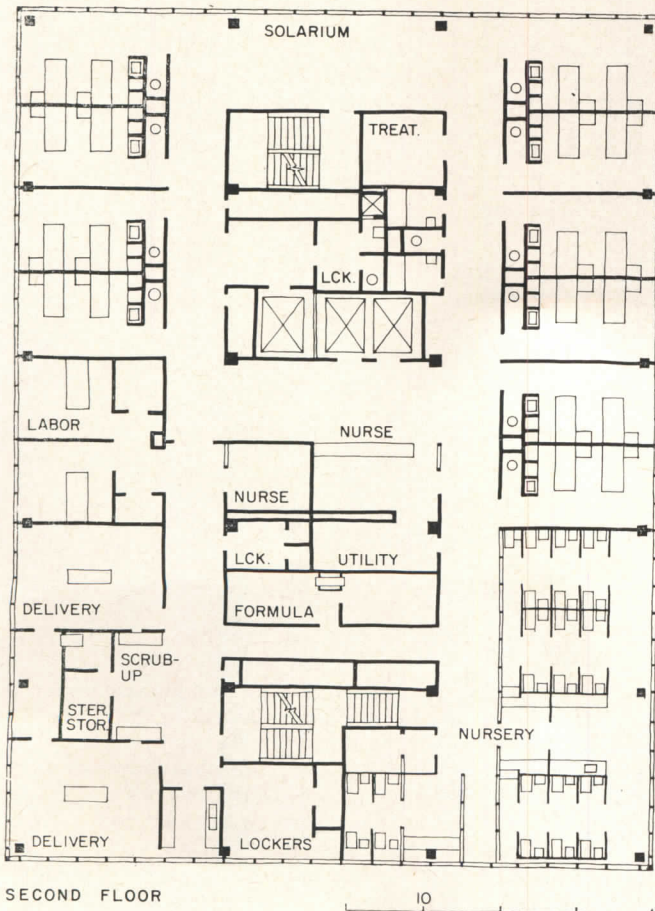 SOLARIUM
TREAT.
LCK.
LABOR
NURSE
NURSE
LCK.
UTILITY
DELIVERY
FORMULA
SCRUB-
UP
STER.
STOR.
NURSERY
DELIVERY
LOCKERS
SECOND FLOOR
10